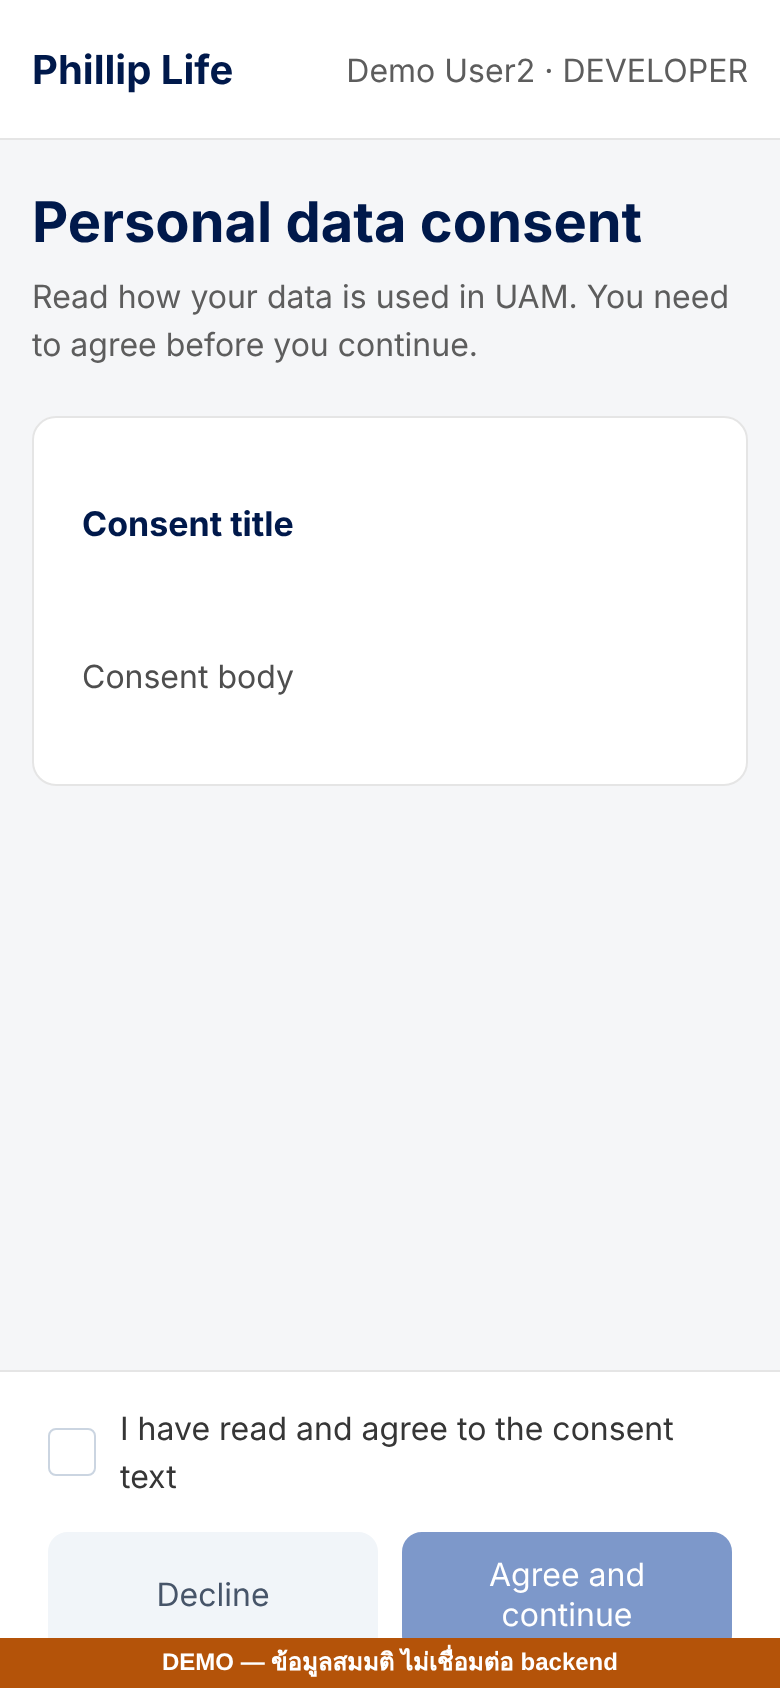 Phillip Life
Demo User2 · DEVELOPER
Personal data consent
Read how your data is used in UAM. You need
to agree before you continue.
Consent title
Consent body
I have read and agree to the consent
text
Decline
Agree and
continue
DEMO — ข้อมูลสมมติ ไม่เชื่อมต่อ backend